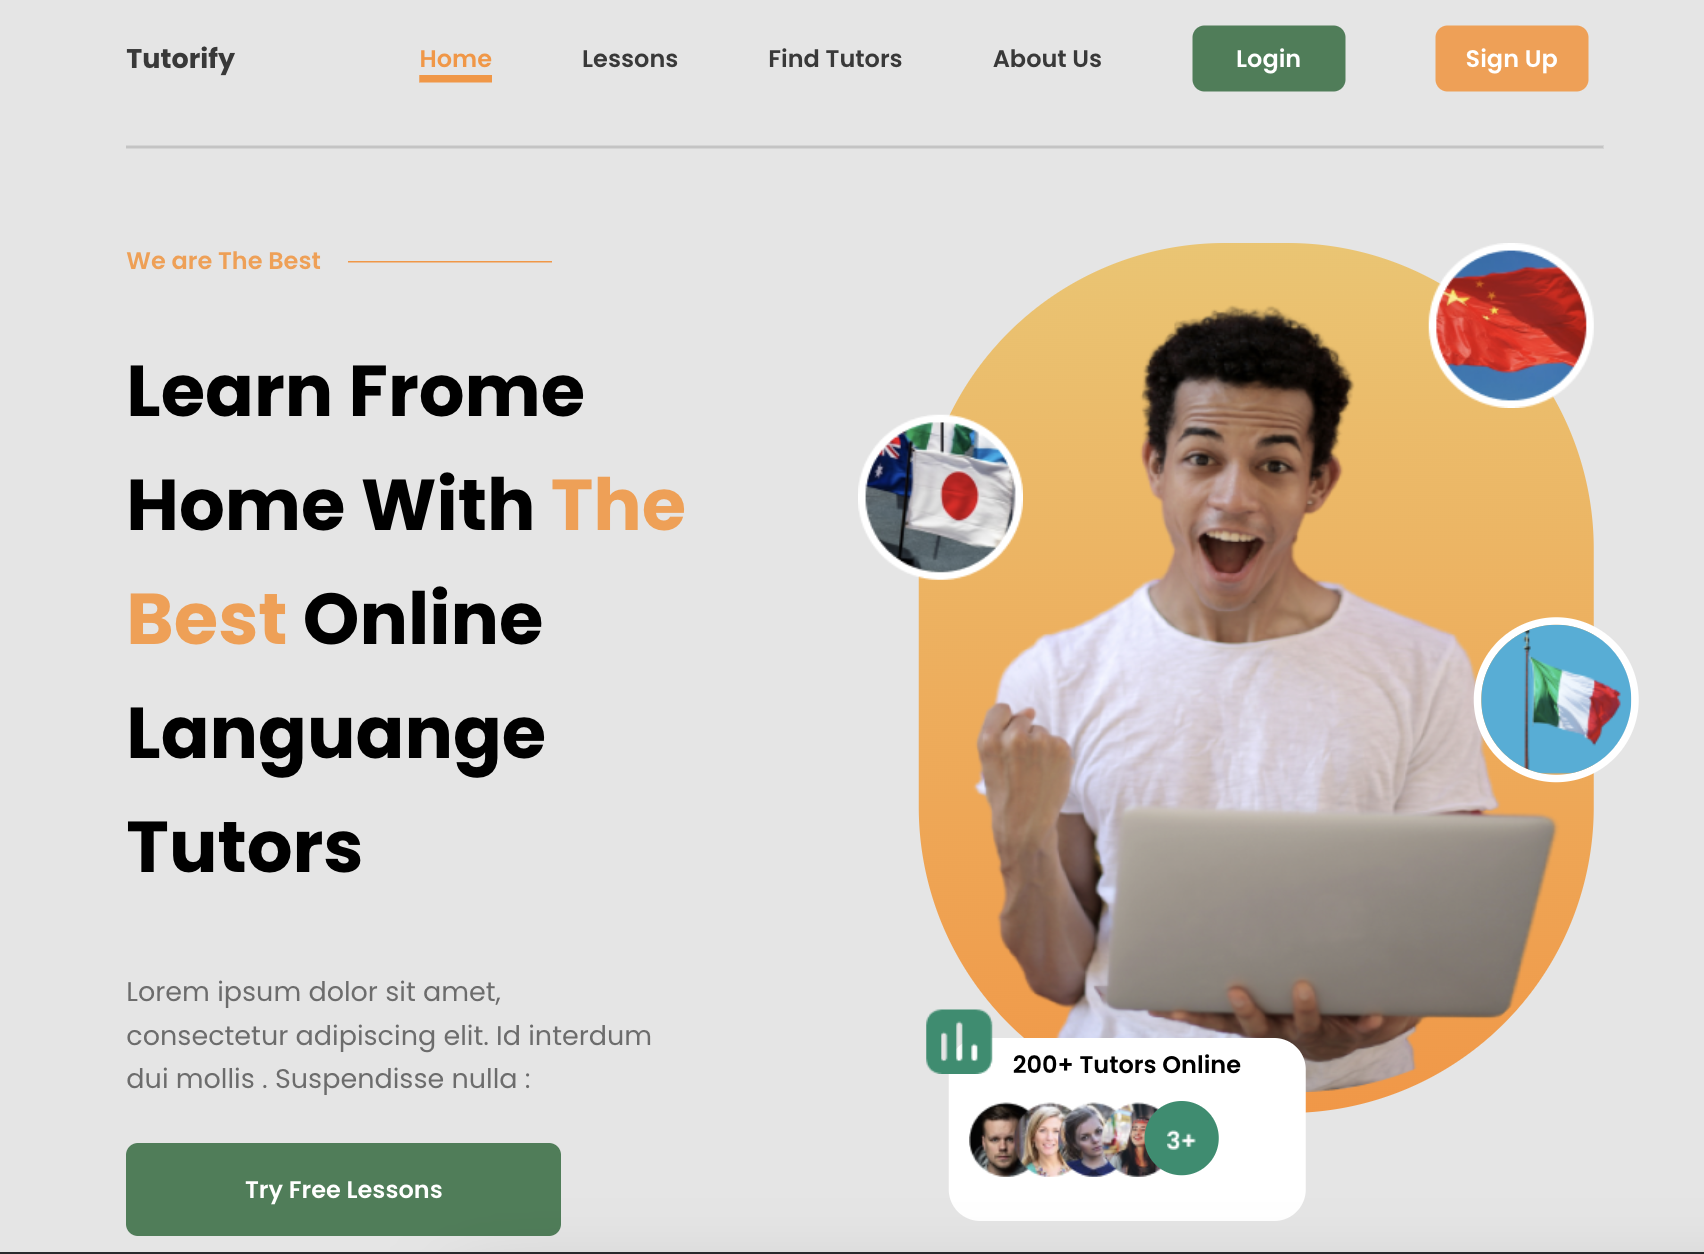 Tutorify
Home
Lessons
Find Tutors
About Us
Login
Sign Up
We are The Best
Learn Frome
Home With The
Best Online
Languange
Tutors
Lorem ipsum dolor sit amet,
consectetur adipiscing elit. Id interdum
dui mollis . Suspendisse nulla :
Try Free Lessons
200+ Tutors Online
3+